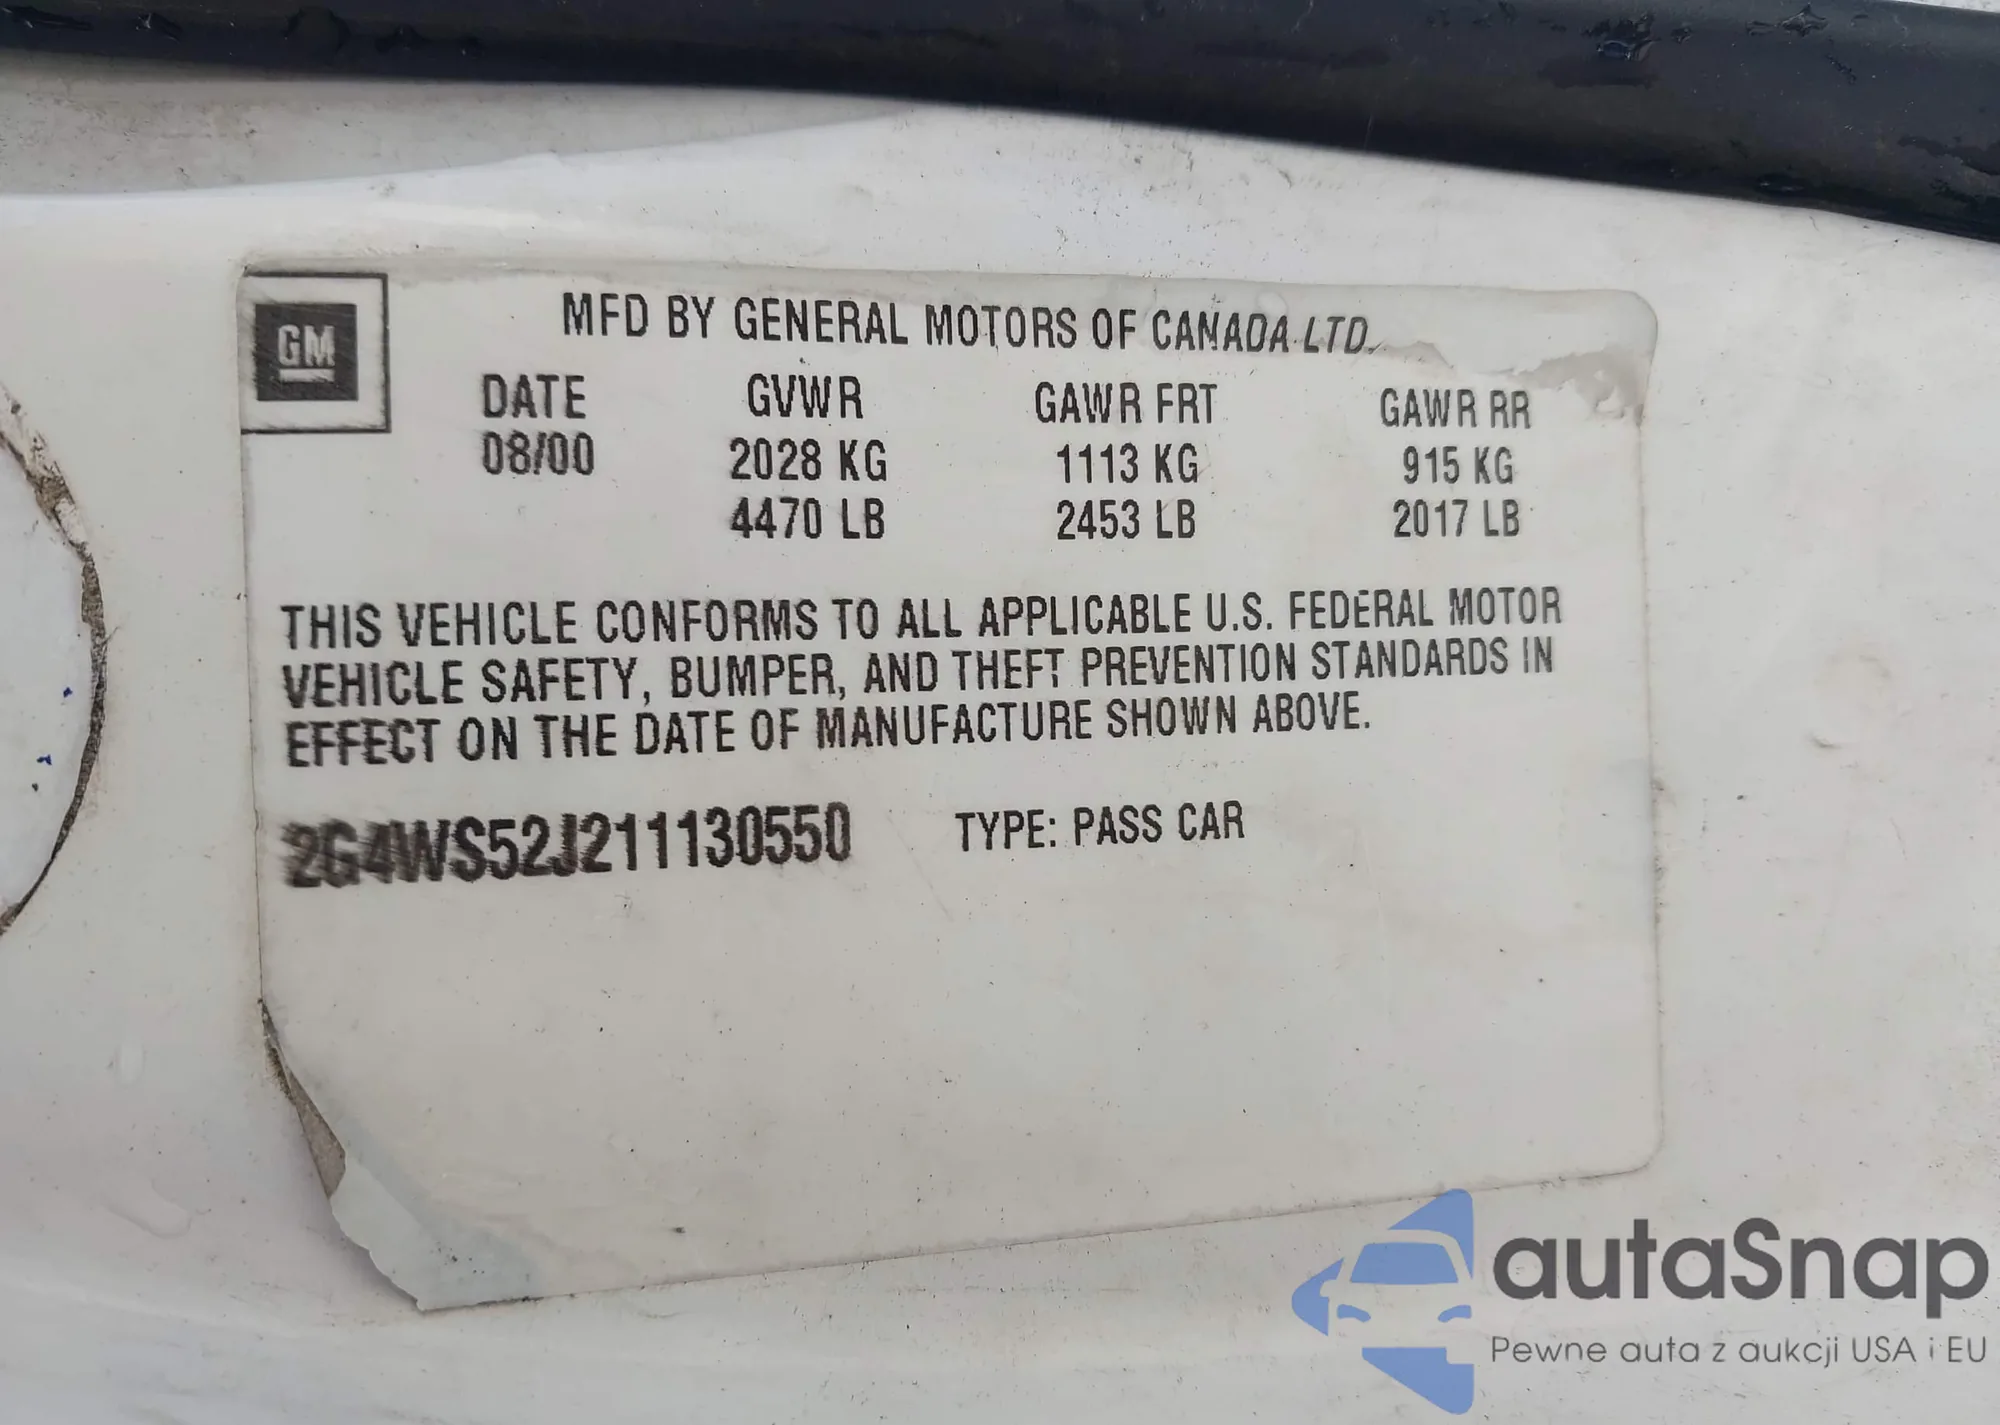 GM
MFD BY GENERAL MOTORS OF CANADA LTD.
DATE GVWR GAWR FRT GAWR RR
08/00 2028 KG 1113 KG 915 KG
4470 LB 2453 LB 2017 LB
THIS VEHICLE CONFORMS TO ALL APPLICABLE U.S. FEDERAL MOTOR
VEHICLE SAFETY, BUMPER, AND THEFT PREVENTION STANDARDS IN
EFFECT ON THE DATE OF MANUFACTURE SHOWN ABOVE.
2G4WS52J211130550 TYPE: PASS CAR
autaSnap
Pewne auta z aukcji USA i EU